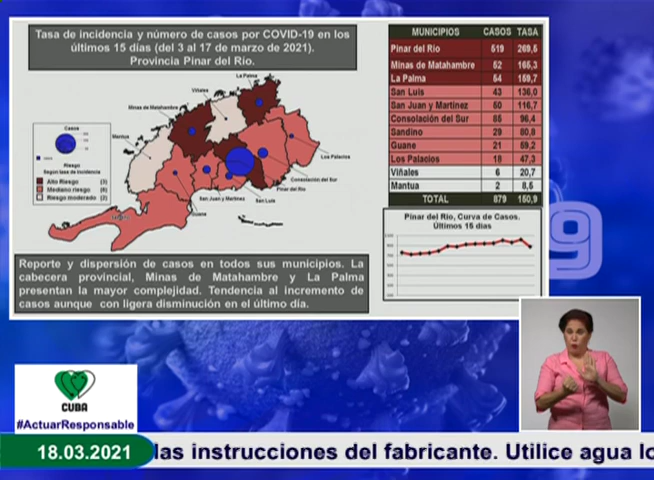 Tasa de incidencia y número de casos por COVID-19 en los
últimos 15 días (del 3 al 17 de marzo de 2021).
Provincia Pinar del Río.
MUNICIPIOS CASOS TASA
Pinar del Río 519 269,5
Minas de Matahambre 52 165,3
La Palma 54 159,7
San Luis 43 136,0
San Juan y Martínez 50 116,7
Consolación del Sur 85 96,4
Sandino 29 80,8
Guane 21 59,2
Los Palacios 18 47,3
Viñales 6 20,7
Mantua 2 8,5
TOTAL 879 150,9
La Palma
Viñales
Minas de Matahambre
Mantua
Los Palacios
Consolación del Sur
Pinar del Río
San Luis
San Juan y Martínez
Guane
Casos
Riesgo
Según tasa de incidencia
Alto Riesgo (3)
Mediano riesgo (6)
Riesgo moderado (2)
Pinar del Río, Curva de Casos.
Últimos 15 días
Reporte y dispersión de casos en todos sus municipios. La
cabecera provincial, Minas de Matahambre y La Palma
presentan la mayor complejidad. Tendencia al incremento de
casos aunque con ligera disminución en el último día.
9
CUBA
#ActuarResponsable
18.03.2021
las instrucciones del fabricante. Utilice agua lo